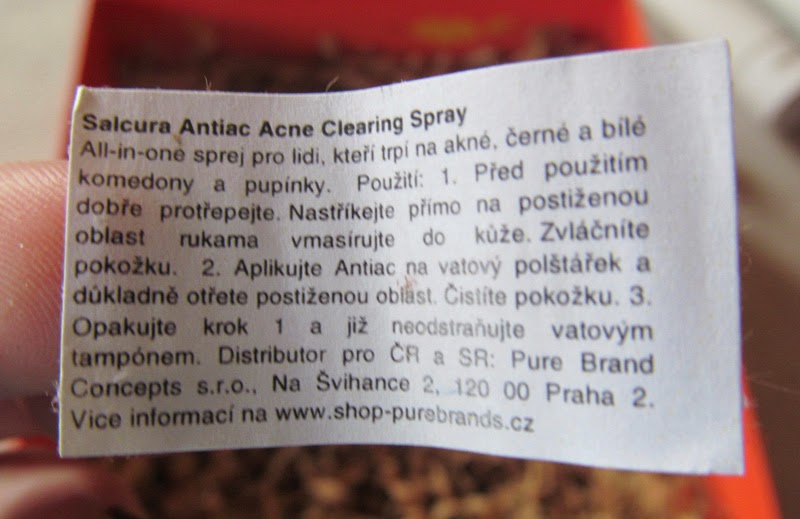 Salcura Antiac Acne Clearing Spray
All-in-one sprej pro lidi, kteří trpí na akné, černé a bílé
komedony a pupínky. Použití: 1. Před použitím
dobře protřepejte. Nastříkejte přímo na postiženou
oblast rukama vmasírujte do kůže. Zvláčníte
pokožku. 2. Aplikujte Antiac na vatový polštářek a
důkladně otřete postiženou oblast. Čistíte pokožku. 3.
Opakujte krok 1 a již neodstraňujte vatovým
tampónem. Distributor pro ČR a SR: Pure Brand
Concepts s.r.o., Na Švihance 2, 120 00 Praha 2.
Vice informací na www.shop-purebrands.cz